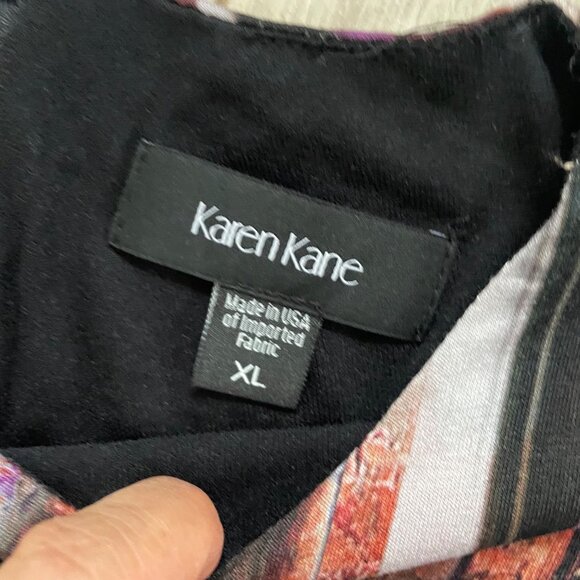 Karen Kane
Made in USA
of Imported
Fabric
XL